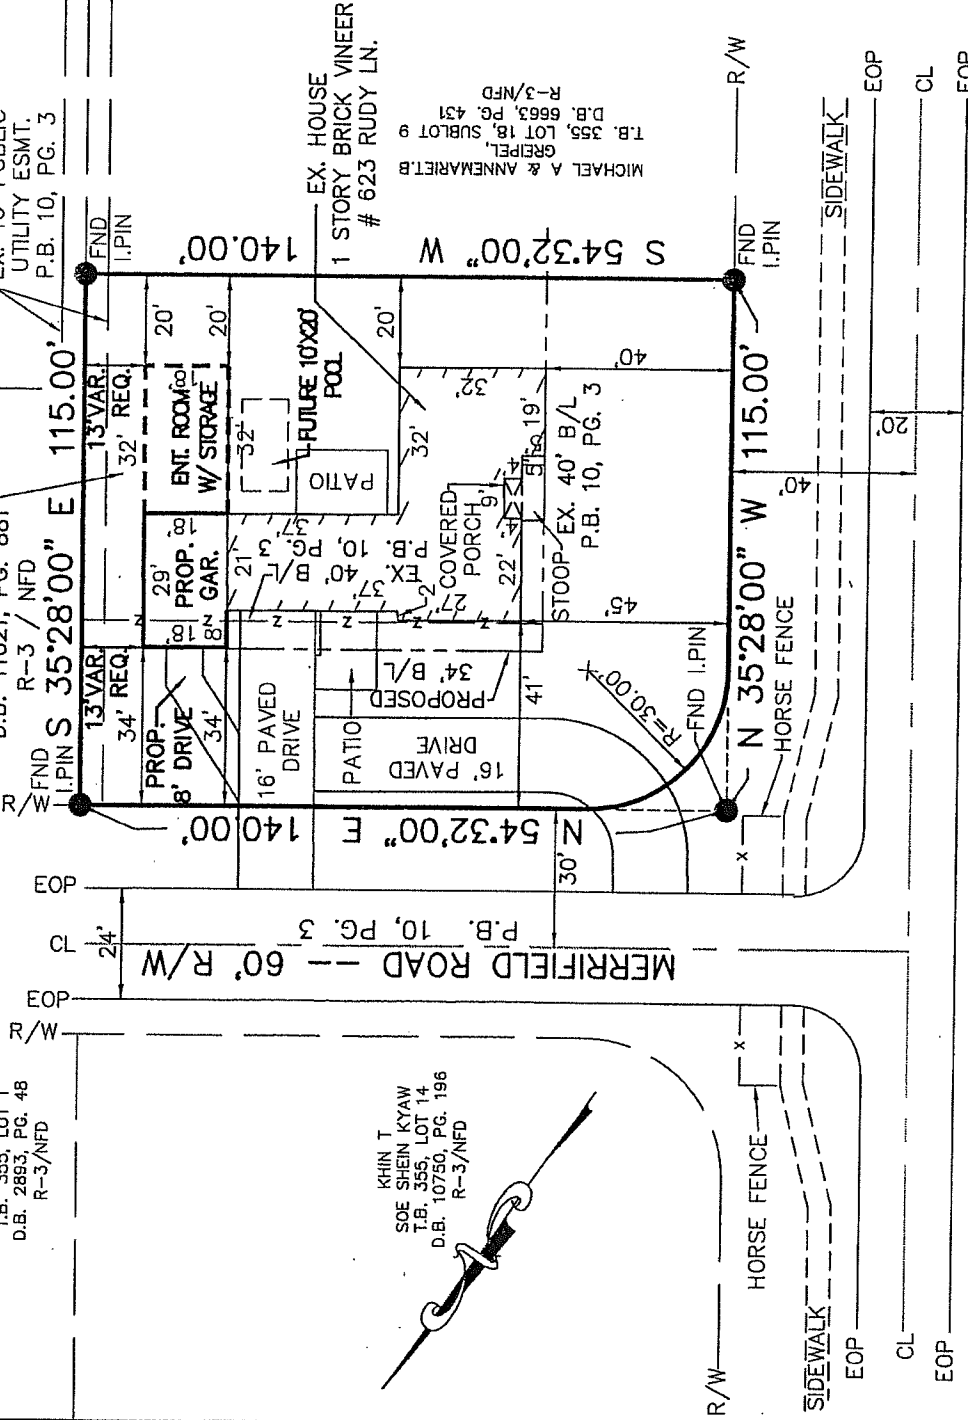 UTILITY ESMT.
P.B. 10, PG. 3
R-3 / NFD
FND
I.PIN
R/W
FND
I.PIN
S 35°28'00" E 115.00'
13'VAR.
REQ.
13'VAR.
REQ.
34'
29'
32'
20'
PROP.
8' DRIVE
34'
18'
8
PROP.
GAR.
18'
21'
ENT. ROOM
W/ STORAGE
18'
20'
32'
FUTURE 10'X20'
POOL
PATIO
20'
32'
32'
EX. HOUSE
1 STORY BRICK VINEER
# 623 RUDY LN.
S 54°32'00" W 140.00'
MICHAEL A & ANNEMARIET.B
GREIPEL,
T.B. 355, LOT 18, SUBLOT 9
D.B. 6663, PG. 431
R-3/NFD
N 54°32'00" E 140.00'
16' PAVED
DRIVE
PATIO
16' PAVED
DRIVE
EX. 40' B/L
P.B. 10, PG. 3
37'
37'
27'
2'
COVERED
PORCH
9'
4'
4'
5'
5'
19'
22'
STOOP
EX. 40' B/L
P.B. 10, PG. 3
40'
45'
41'
PROPOSED
34' B/L
R=30.00'
FND I.PIN
N 35°28'00" W 115.00'
FND
I.PIN
R/W
HORSE FENCE
SIDEWALK
EOP
CL
EOP
20'
40'
30'
EOP
24'
CL
EOP
R/W
MERRIFIELD ROAD -- 60' R/W
P.B. 10, PG. 3
D.B. 2893, PG. 48
R-3/NFD
KHIN T
SOE SHEIN KYAW
T.B. 355, LOT 14
D.B. 10750, PG. 196
R-3/NFD
HORSE FENCE
R/W
SIDEWALK
EOP
CL
EOP